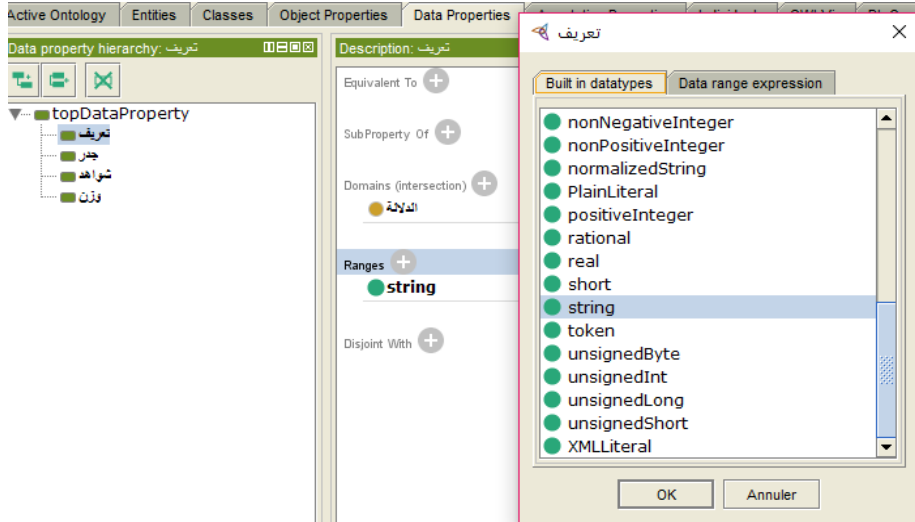 Active Ontology
Entities
Classes
Object Properties
Data Properties
Data property hierarchy: تعريف
topDataProperty
تعريف
جدر
شواهد
وزن
Description: تعريف
Equivalent To
SubProperty Of
Domains (intersection)
الدلالة
Ranges
string
Disjoint With
تعريف
Built in datatypes
Data range expression
nonNegativeInteger
nonPositiveInteger
normalizedString
PlainLiteral
positiveInteger
rational
real
short
string
token
unsignedByte
unsignedInt
unsignedLong
unsignedShort
XMLLiteral
OK
Annuler